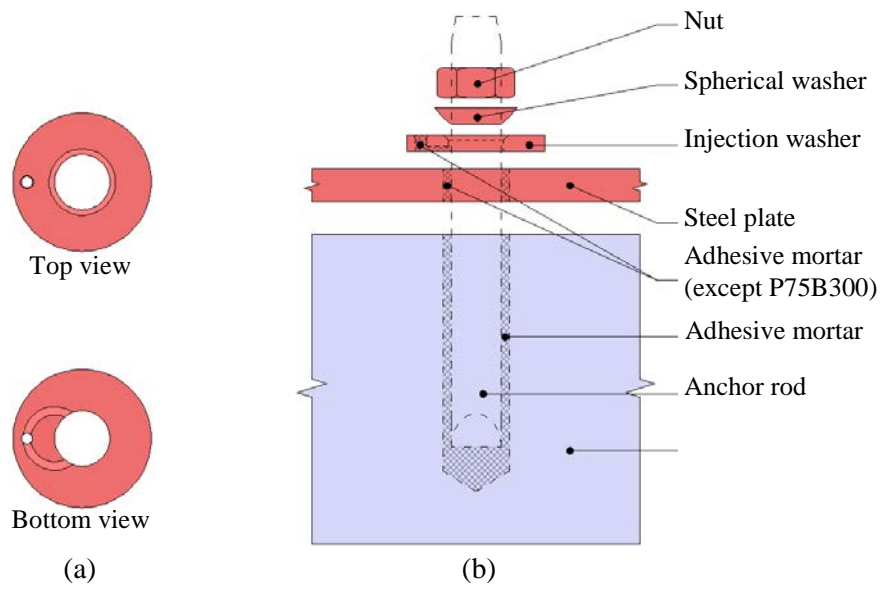 Nut
Spherical washer
Injection washer
Steel plate
Adhesive mortar
(except P75B300)
Adhesive mortar
Anchor rod
Top view
Bottom view
(a)
(b)